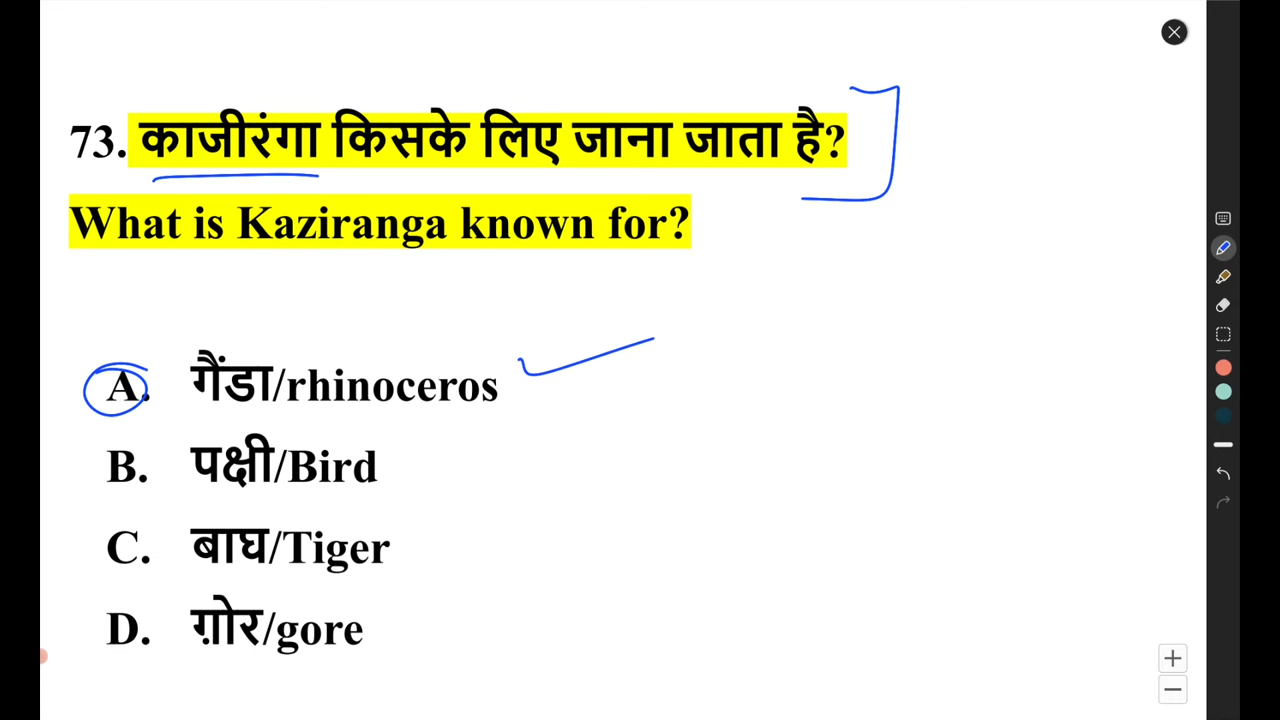 73. काजीरंगा किसके लिए जाना जाता है?
What is Kaziranga known for?
A. गैंडा/rhinoceros
B. पक्षी/Bird
C. बाघ/Tiger
D. ग़ोर/gore